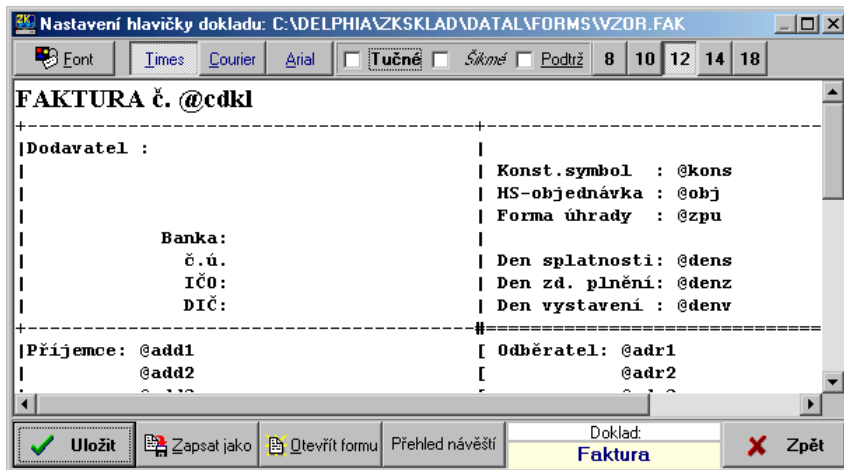 Nastavení hlavičky dokladu: C:\DELPHIA\ZKSKLAD\DATAL\FORMS\VZOR.FAK
Font Times Courier Arial Tučné Šikmé Podtrž 8 10 12 14 18
FAKTURA č. @cdkl
|Dodavatel : |
| | Konst.symbol : @kons
| | HS-objednávka : @obj
| | Forma úhrady : @zpu
| Banka: |
| č.ú. | Den splatnosti: @dens
| IČO: | Den zd. plnění: @denz
| DIČ: | Den vystavení : @denv
|Příjemce: @add1 [ Odběratel: @adr1
| @add2 [ @adr2
Uložit Zapsat jako Otevřít formu Přehled návěští Doklad: Zpět
Faktura